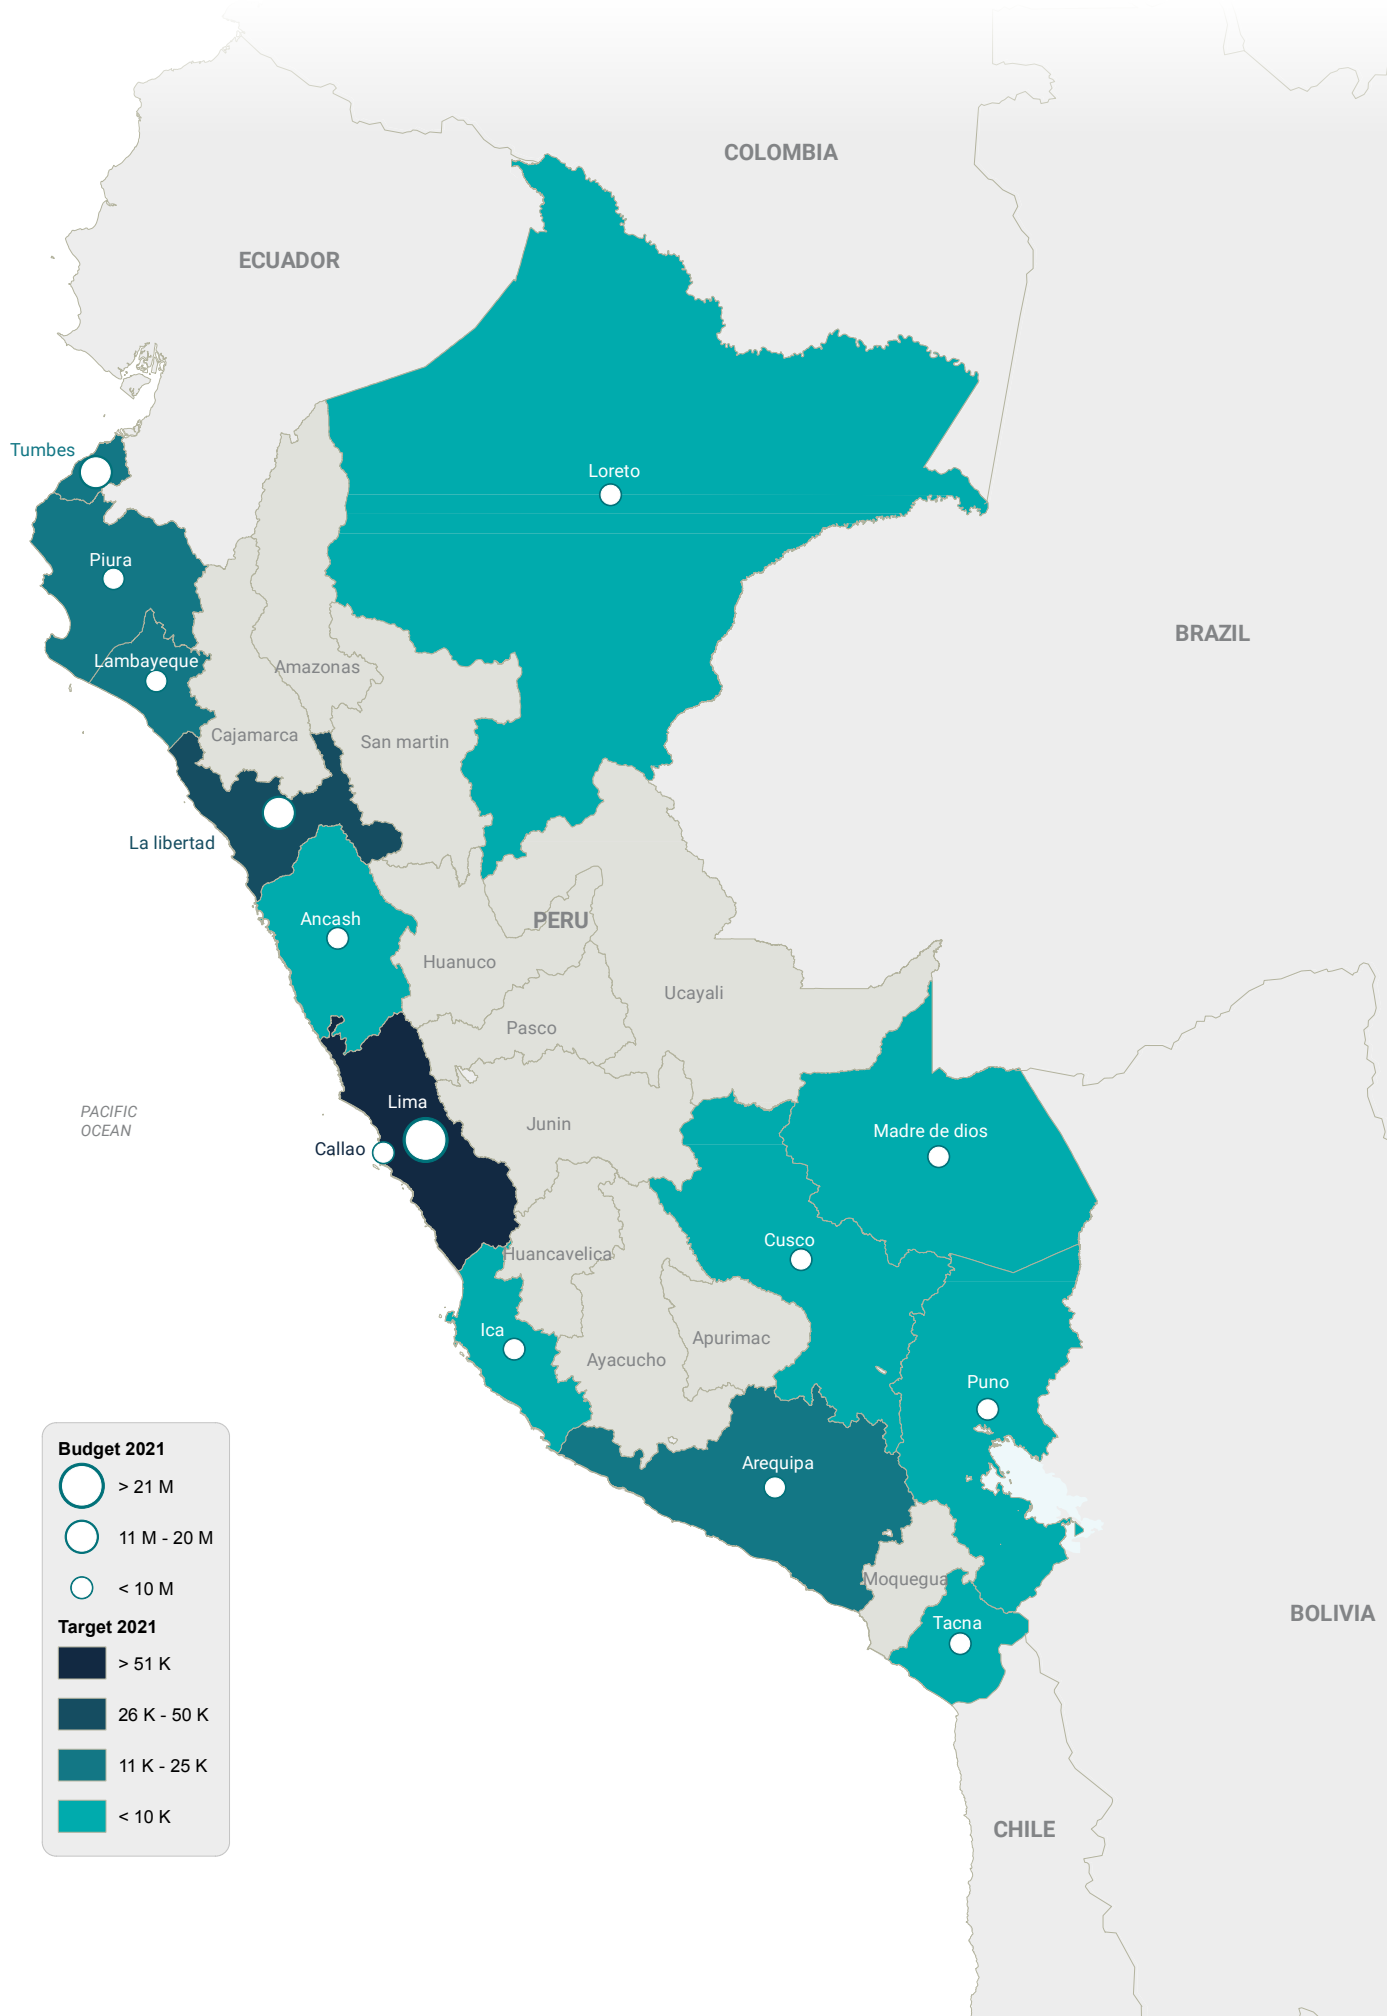 COLOMBIA
ECUADOR
Tumbes
Loreto
Piura
BRAZIL
Lambayeque
Amazonas
Cajamarca
San martin
La libertad
Ancash
PERU
Huanuco
Ucayali
Pasco
Lima
PACIFIC
OCEAN
Junin
Madre de dios
Callao
Cusco
Huancavelica
Ica
Apurimac
Ayacucho
Puno
Arequipa
Moquegua
Tacna
BOLIVIA
CHILE
Budget 2021
> 21 M
11 M - 20 M
< 10 M
Target 2021
> 51 K
26 K - 50 K
11 K - 25 K
< 10 K